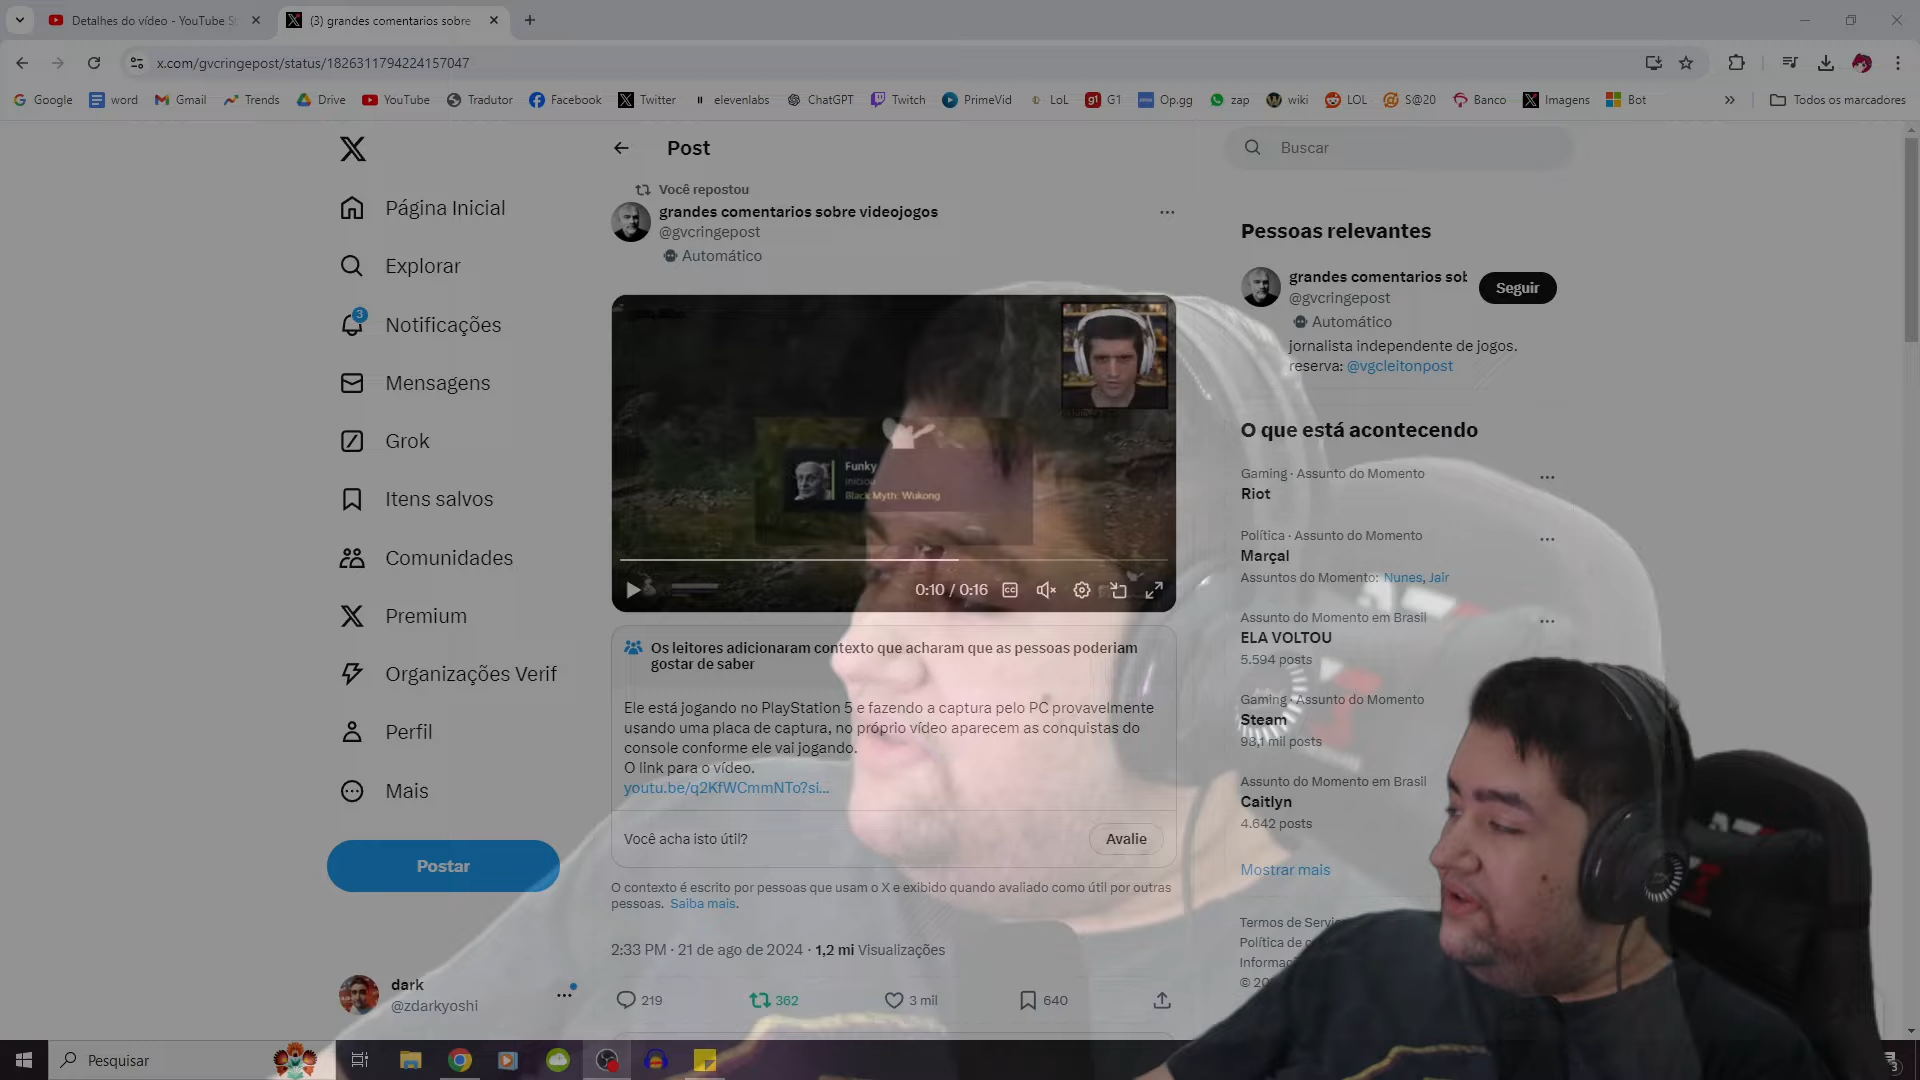 Detalhes do vídeo - YouTube S
(3) grandes comentarios sobre
x.com/gvcringepost/status/1826311794224157047
Google
word
Gmail
Trends
Drive
YouTube
Tradutor
Facebook
Twitter
elevenlabs
ChatGPT
Twitch
PrimeVid
LoL
G1
Op.gg
zap
wiki
LOL
S@20
Banco
Imagens
Bot
Todos os marcadores
Página Inicial
Explorar
3
Notificações
Mensagens
Grok
Itens salvos
Comunidades
Premium
Organizações Verif
Perfil
Mais
Postar
dark
@zdarkyoshi
Post
Você repostou
grandes comentarios sobre videojogos
@gvcringepost
Automático
Funky
iniciou
Black Myth: Wukong
0:10 / 0:16
Os leitores adicionaram contexto que acharam que as pessoas poderiam
gostar de saber
Ele está jogando no PlayStation 5 e fazendo a captura pelo PC provavelmente
usando uma placa de captura, no próprio vídeo aparecem as conquistas do
console conforme ele vai jogando.
O link para o vídeo.
youtu.be/q2KfWCmmNTo?si...
Você acha isto útil?
Avalie
O contexto é escrito por pessoas que usam o X e exibido quando avaliado como útil por outras
pessoas. Saiba mais.
2:33 PM · 21 de ago de 2024 · 1,2 mi Visualizações
219
362
3 mil
640
Buscar
Pessoas relevantes
grandes comentarios sob
@gvcringepost
Automático
Seguir
jornalista independente de jogos.
reserva: @vgcleitonpost
O que está acontecendo
Gaming · Assunto do Momento
Riot
Política · Assunto do Momento
Marçal
Assuntos do Momento: Nunes, Jair
Assunto do Momento em Brasil
ELA VOLTOU
5.594 posts
Gaming · Assunto do Momento
Steam
98,1 mil posts
Assunto do Momento em Brasil
Caitlyn
4.642 posts
Mostrar mais
Termos de Serviç
Política de
Informaç
© 20
Pesquisar
3